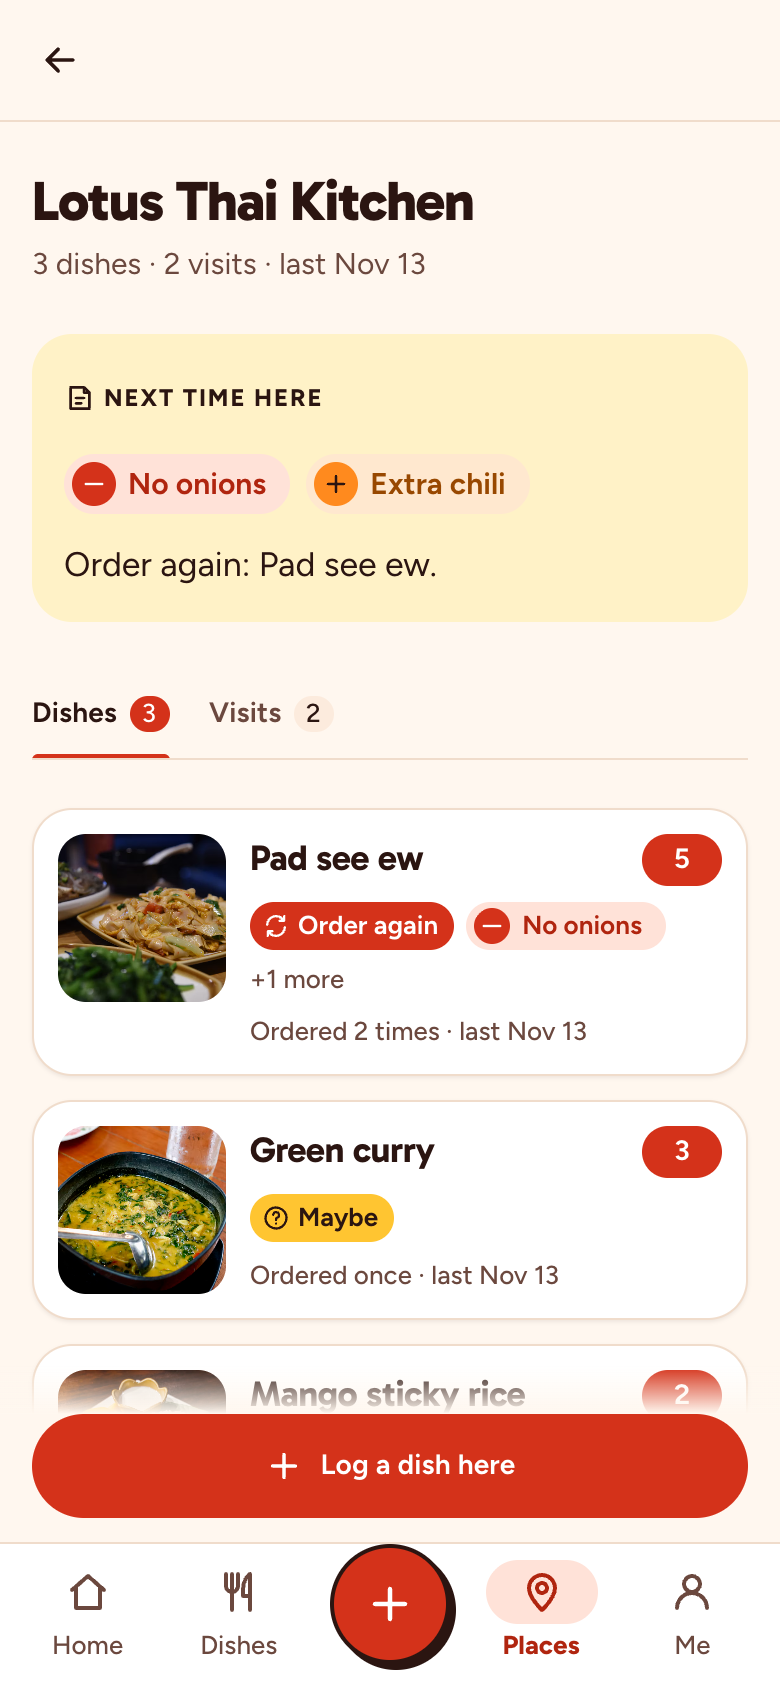 Lotus Thai Kitchen
3 dishes · 2 visits · last Nov 13
NEXT TIME HERE
No onions
Extra chili
Order again: Pad see ew.
Dishes 3
Visits 2
Pad see ew
5
Order again
No onions
+1 more
Ordered 2 times · last Nov 13
Green curry
3
Maybe
Ordered once · last Nov 13
Mango sticky rice
2
Log a dish here
Home
Dishes
Places
Me